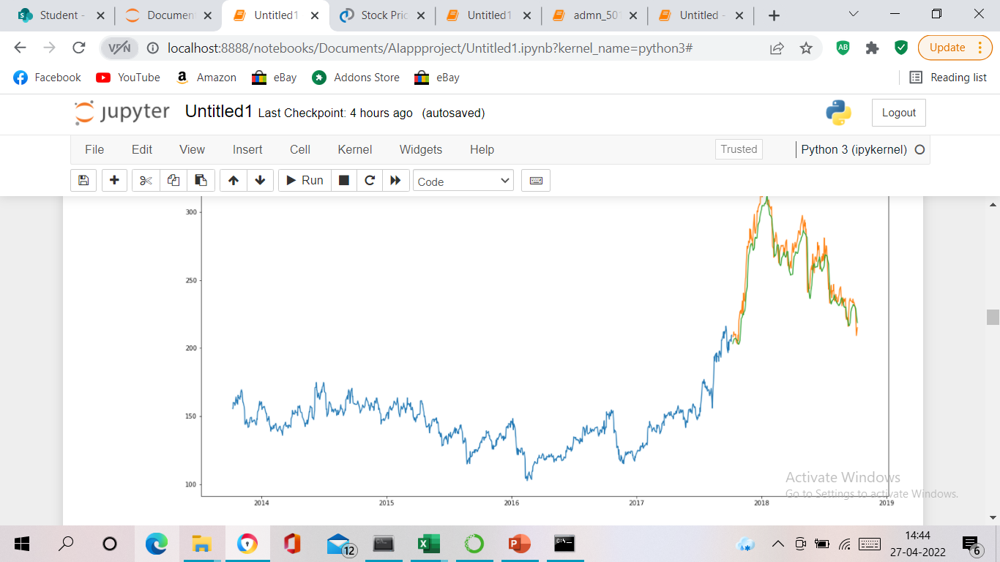 Student -
Documen
Untitled1
Stock Pric
Untitled1
admn_501
Untitled -
VPN
localhost:8888/notebooks/Documents/AIappproject/Untitled1.ipynb?kernel_name=python3#
AB
Update
Facebook
YouTube
Amazon
eBay
Addons Store
eBay
Reading list
jupyter
Untitled1 Last Checkpoint: 4 hours ago (autosaved)
Logout
File Edit View Insert Cell Kernel Widgets Help
Trusted
Python 3 (ipykernel)
Run
Code
300
250
200
150
100
2014 2015 2016 2017 2018 2019
Activate Windows
Go to Settings to activate Windows.
12
14:44
27-04-2022
6